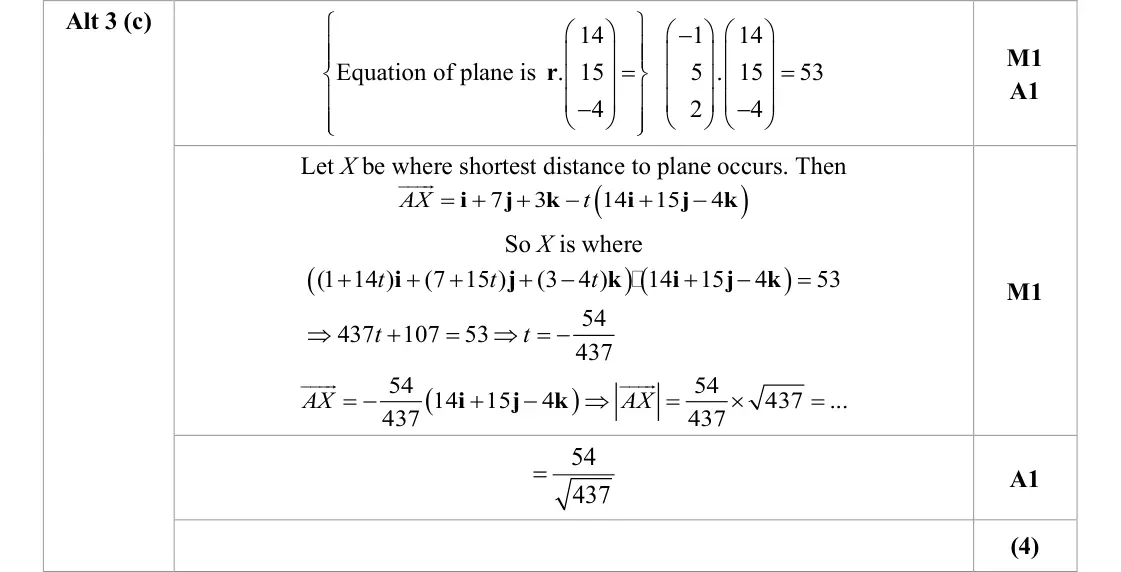 Alt 3 (c)
{Equation of plane is r.(14 15 −4) =} (−1 5 2).(14 15 −4) = 53
M1
A1
Let X be where shortest distance to plane occurs. Then
AX = i + 7j + 3k − t(14i + 15j − 4k)
So X is where
((1+14t)i + (7+15t)j + (3−4t)k)□(14i + 15j − 4k) = 53
⇒ 437t + 107 = 53 ⇒ t = −54/437
AX = −54/437 (14i + 15j − 4k) ⇒ |AX| = 54/437 × √437 = ...
M1
= 54/√437
A1
(4)